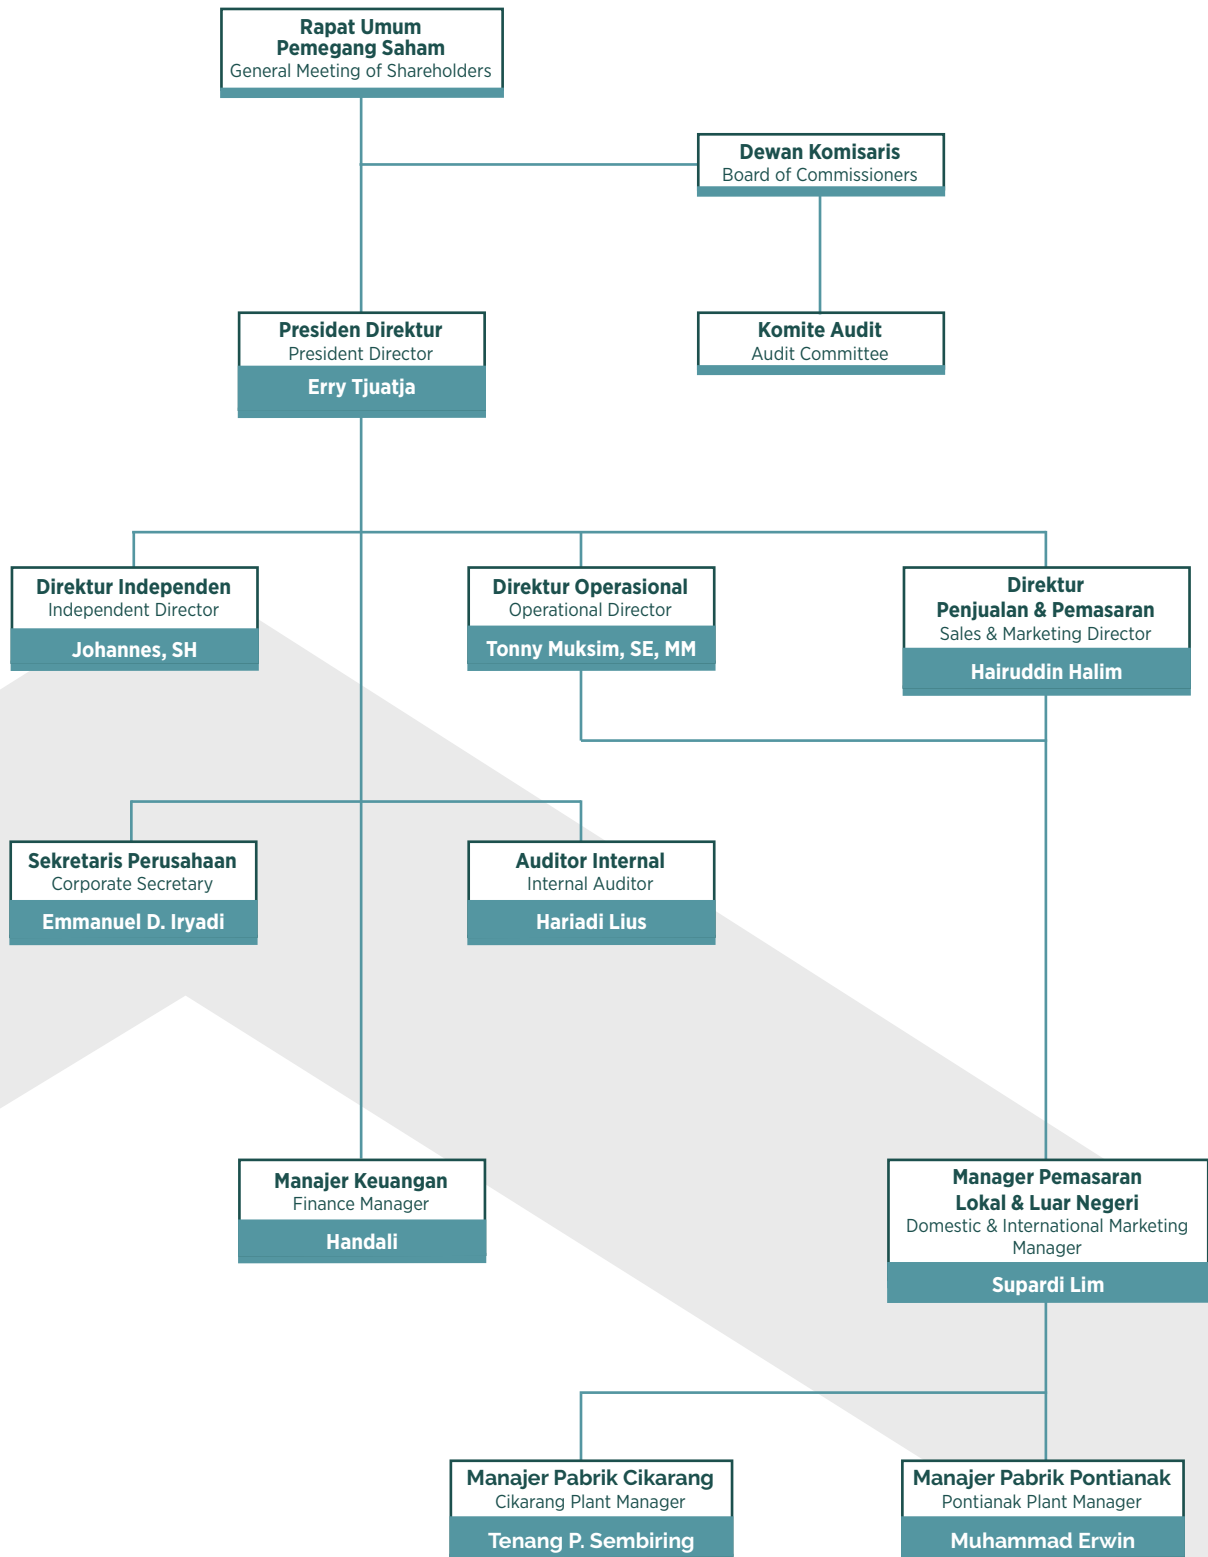 Rapat Umum
Pemegang Saham
General Meeting of Shareholders
Dewan Komisaris
Board of Commissioners
Presiden Direktur
President Director
Erry Tjuatja
Komite Audit
Audit Committee
Direktur Independen
Independent Director
Johannes, SH
Direktur Operasional
Operational Director
Tonny Muksim, SE, MM
Direktur
Penjualan & Pemasaran
Sales & Marketing Director
Hairuddin Halim
Sekretaris Perusahaan
Corporate Secretary
Emmanuel D. Iryadi
Auditor Internal
Internal Auditor
Hariadi Lius
Manajer Keuangan
Finance Manager
Handali
Manager Pemasaran
Lokal & Luar Negeri
Domestic & International Marketing
Manager
Supardi Lim
Manajer Pabrik Cikarang
Cikarang Plant Manager
Tenang P. Sembiring
Manajer Pabrik Pontianak
Pontianak Plant Manager
Muhammad Erwin